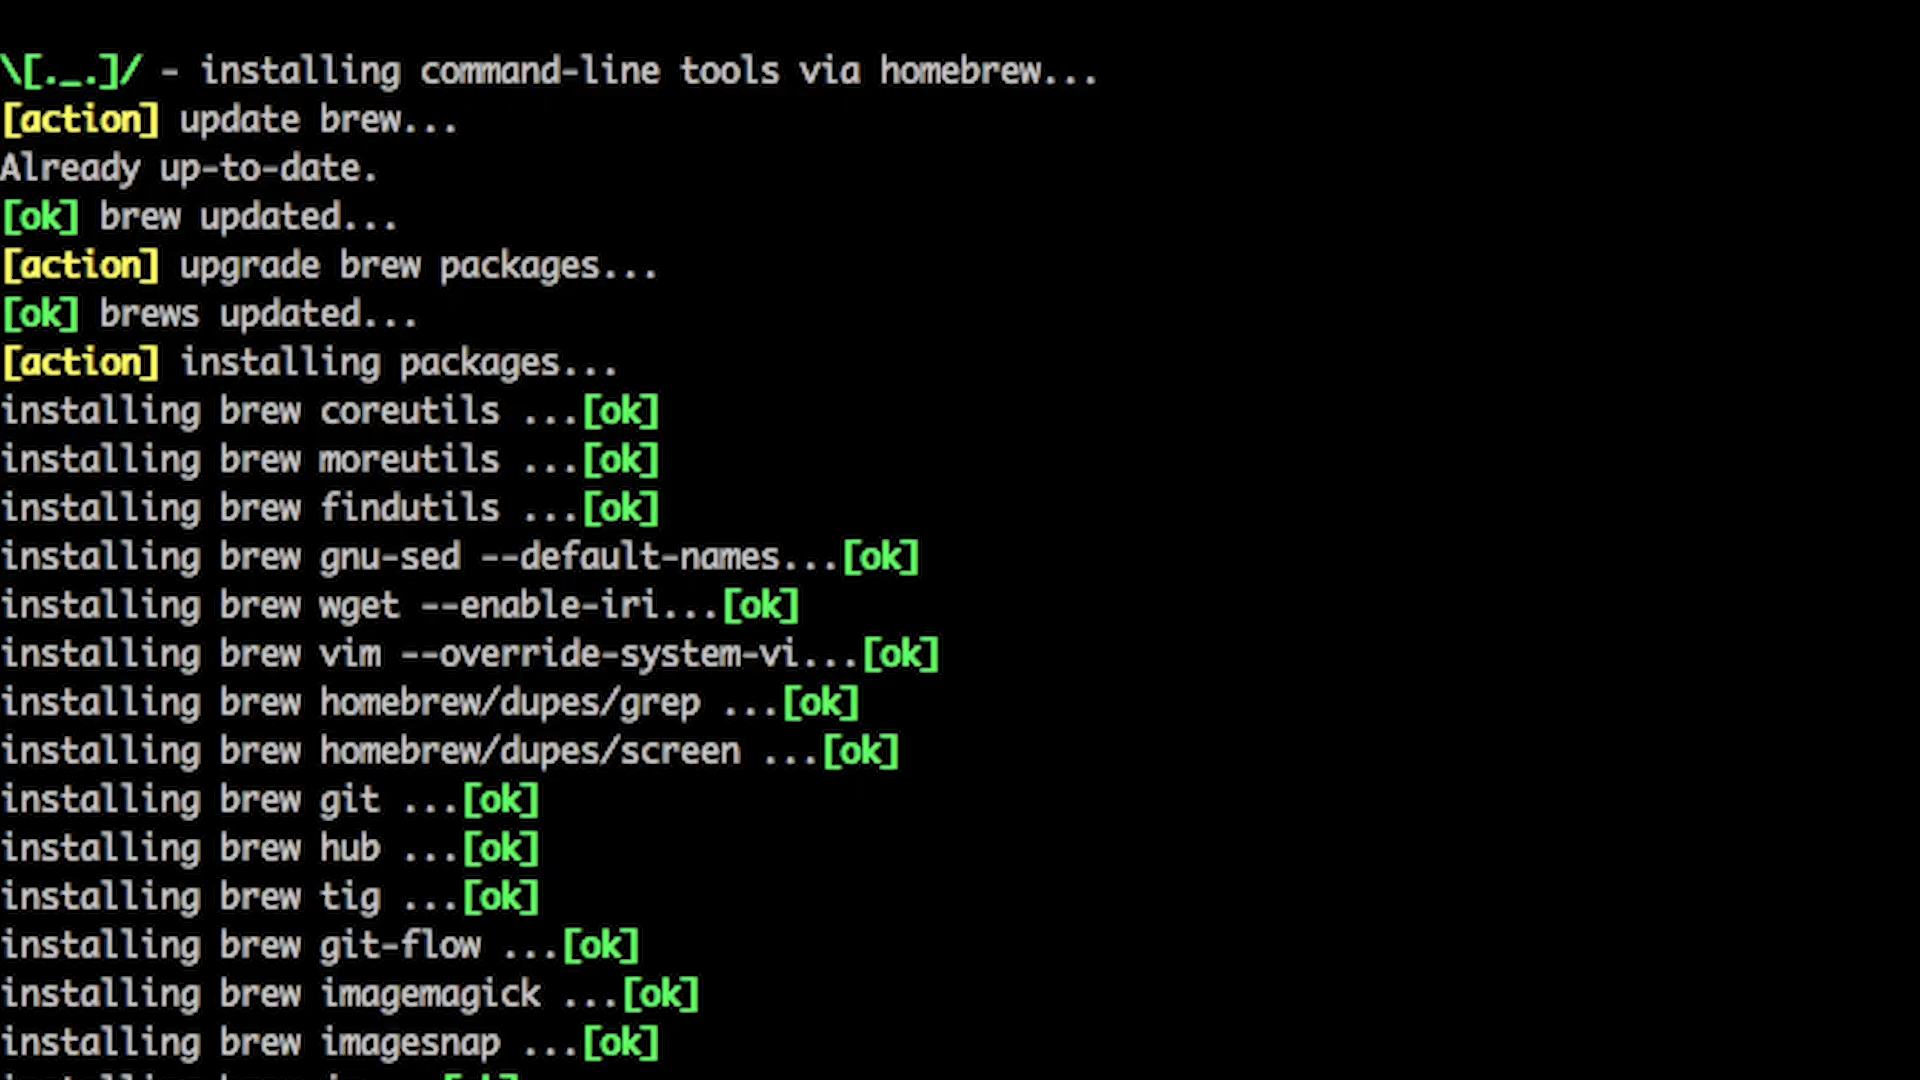 \[._.]/ - installing command-line tools via homebrew...
[action] update brew...
Already up-to-date.
[ok] brew updated...
[action] upgrade brew packages...
[ok] brews updated...
[action] installing packages...
installing brew coreutils ...[ok]
installing brew moreutils ...[ok]
installing brew findutils ...[ok]
installing brew gnu-sed --default-names...[ok]
installing brew wget --enable-iri...[ok]
installing brew vim --override-system-vi...[ok]
installing brew homebrew/dupes/grep ...[ok]
installing brew homebrew/dupes/screen ...[ok]
installing brew git ...[ok]
installing brew hub ...[ok]
installing brew tig ...[ok]
installing brew git-flow ...[ok]
installing brew imagemagick ...[ok]
installing brew imagesnap ...[ok]